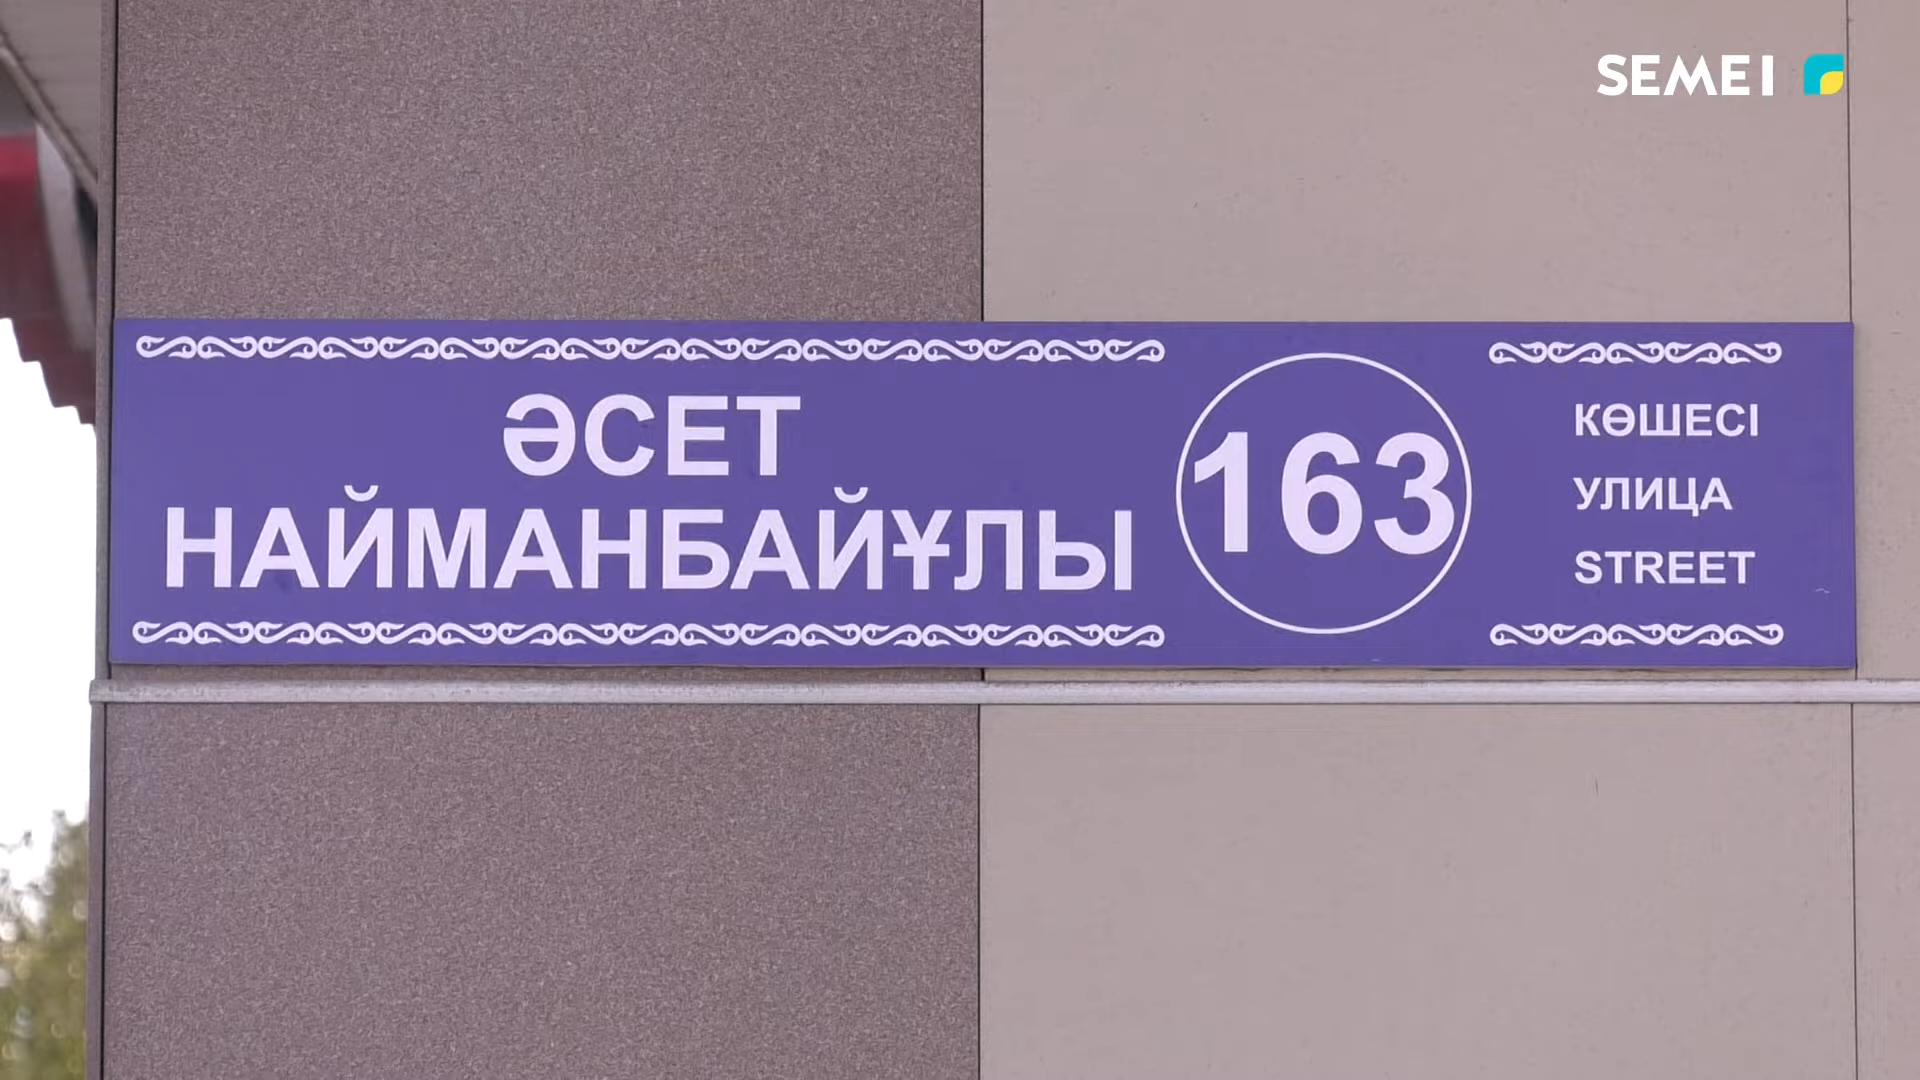 SEMEI
ӘСЕТ
НАЙМАНБАЙҰЛЫ
163
КӨШЕСІ
УЛИЦА
STREET